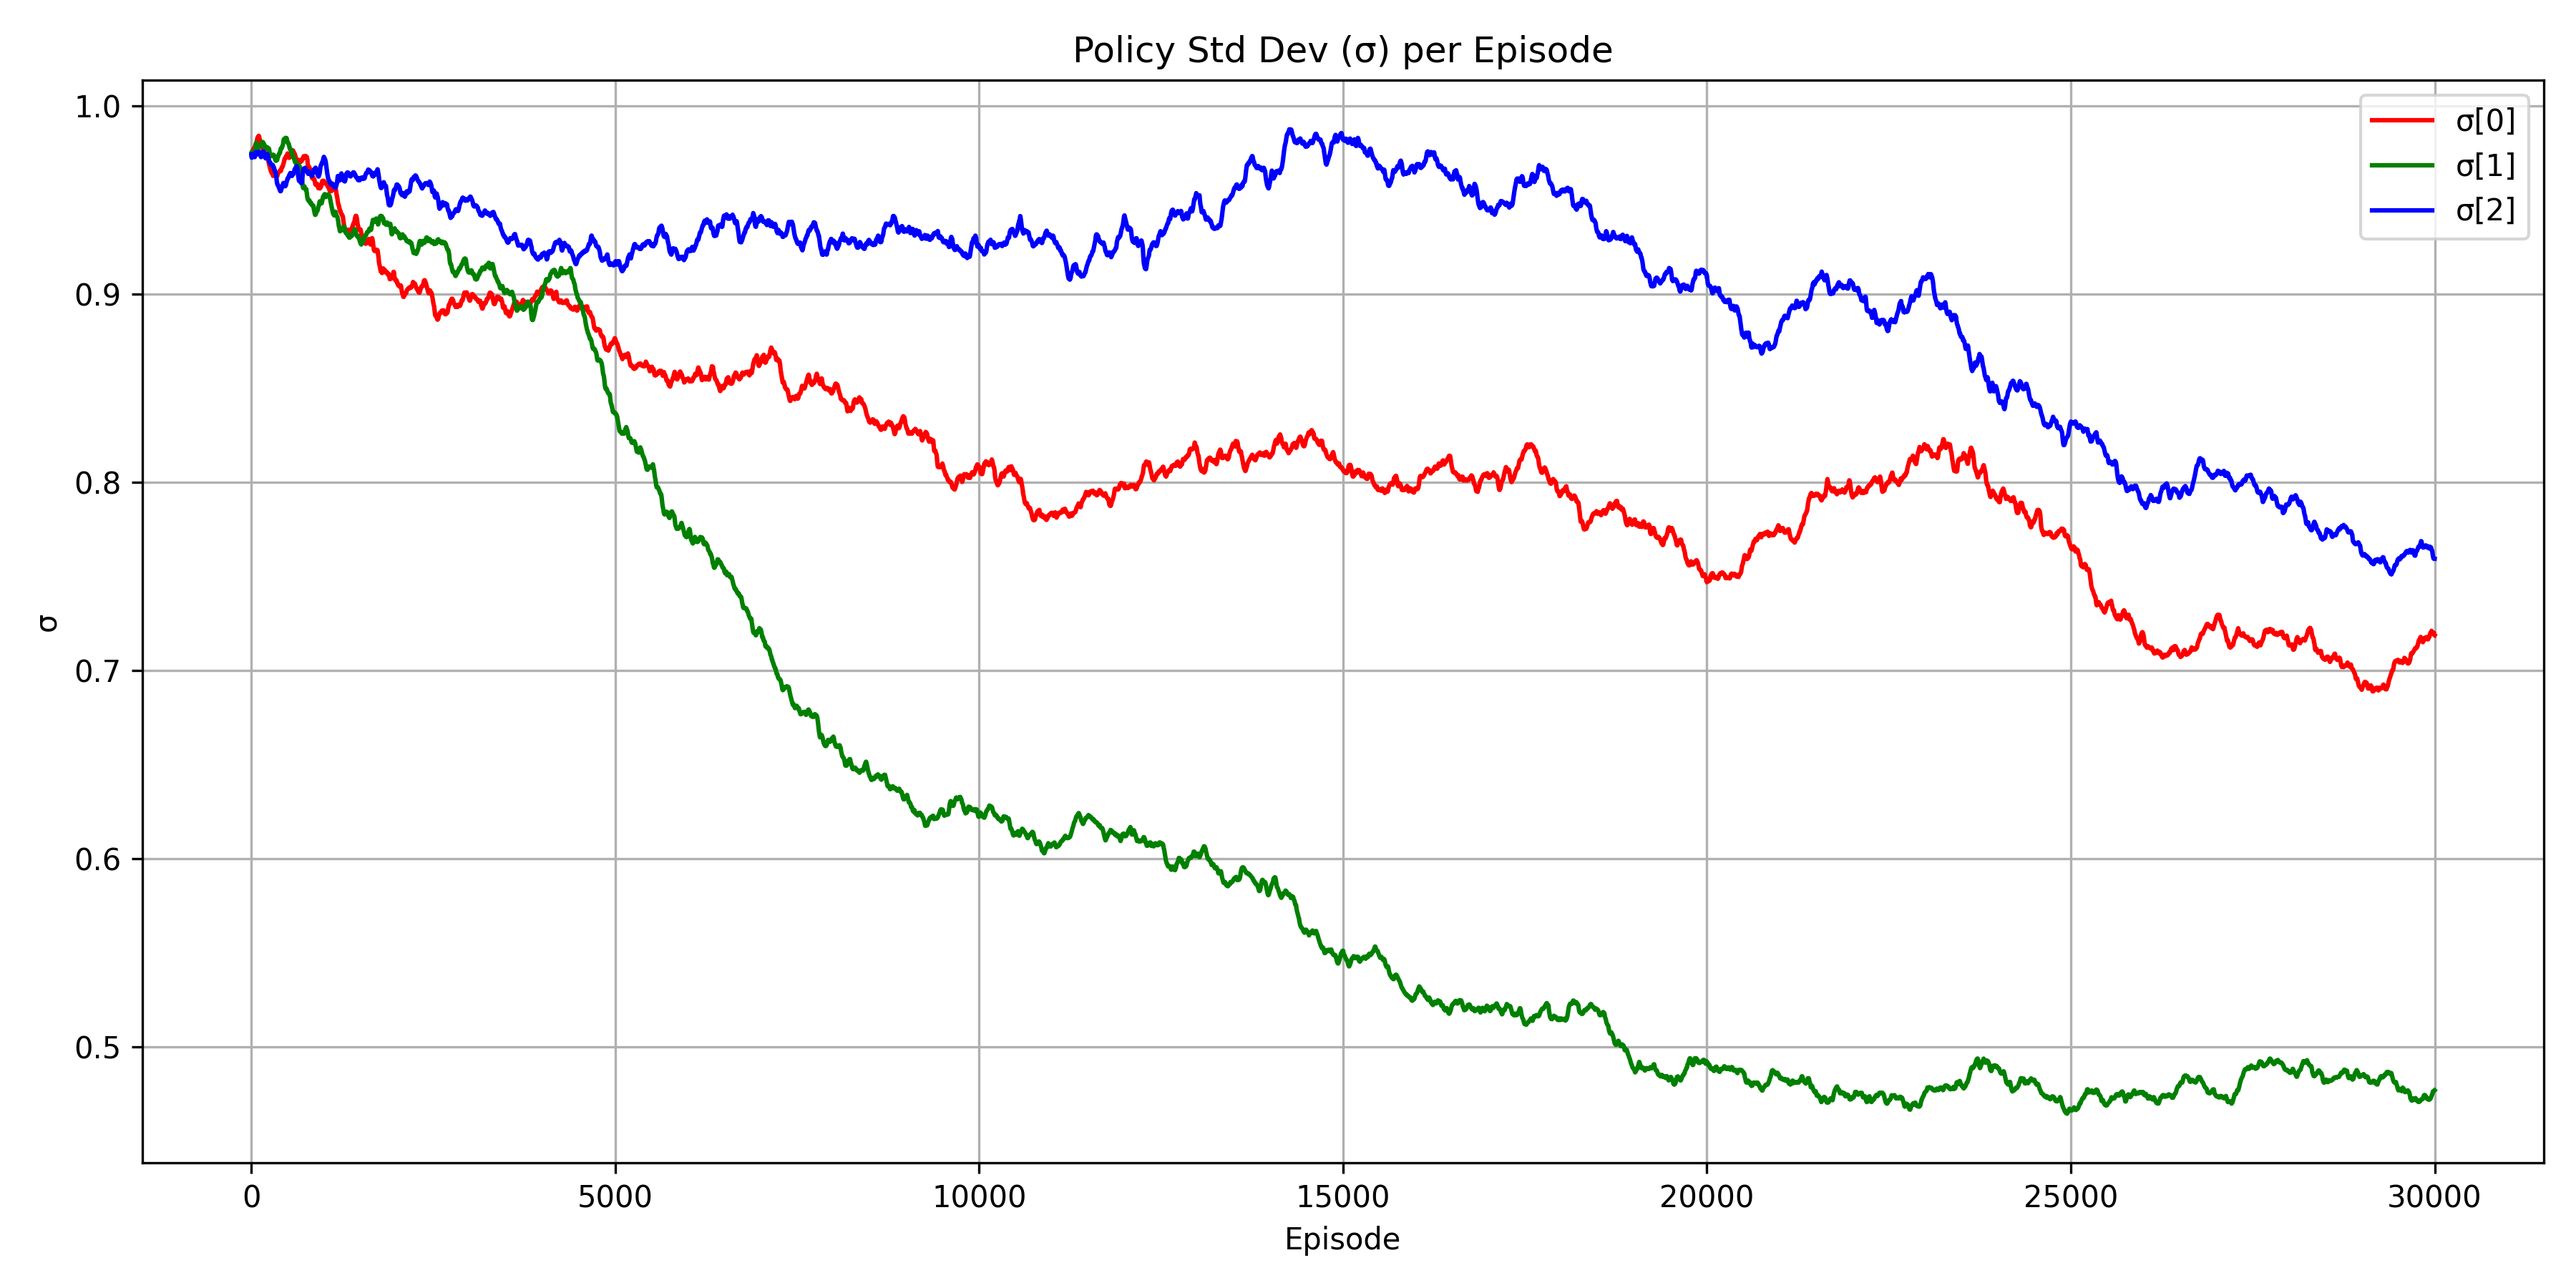 Policy Std Dev (σ) per Episode
1.0
0.9
0.8
0.7
0.6
0.5
σ
σ[0]
σ[1]
σ[2]
0 5000 10000 15000 20000 25000 30000
Episode